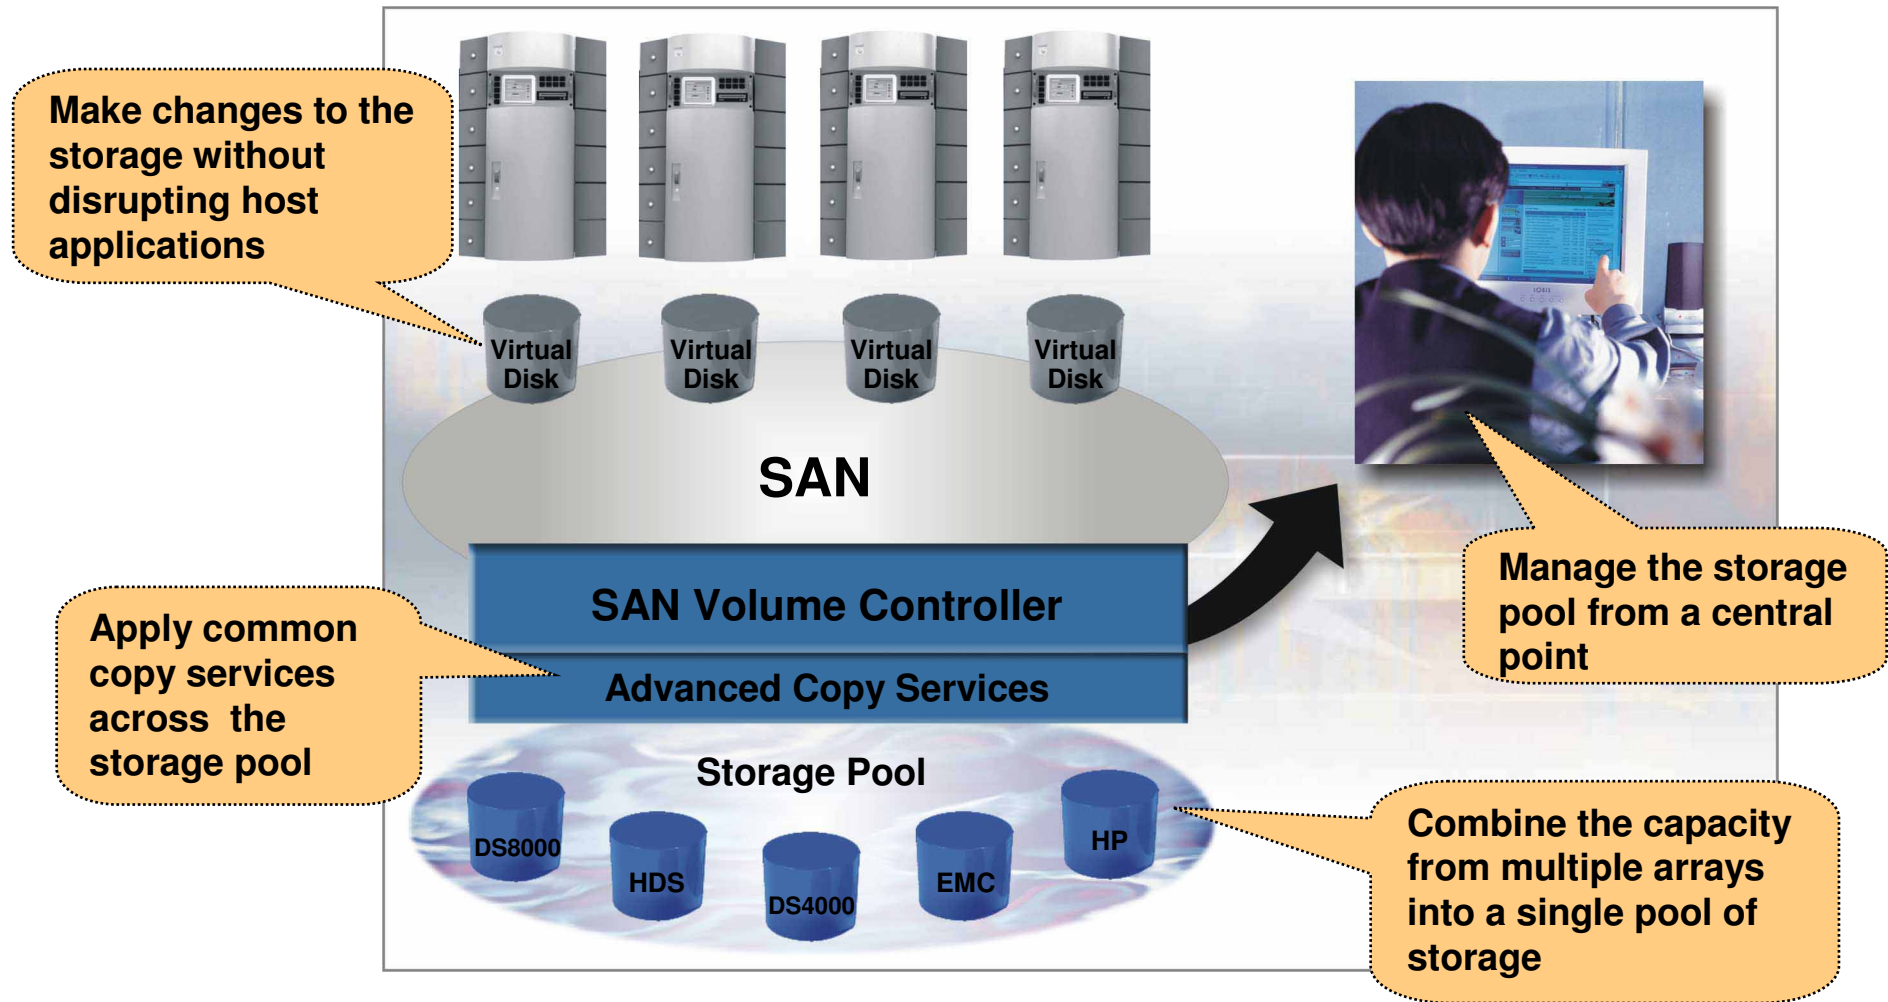 Make changes to the
storage without
disrupting host
applications
Virtual
Disk
Virtual
Disk
Virtual
Disk
Virtual
Disk
SAN
SAN Volume Controller
Advanced Copy Services
Manage the storage
pool from a central
point
Apply common
copy services
across the
storage pool
Storage Pool
DS8000
HDS
DS4000
EMC
HP
Combine the capacity
from multiple arrays
into a single pool of
storage